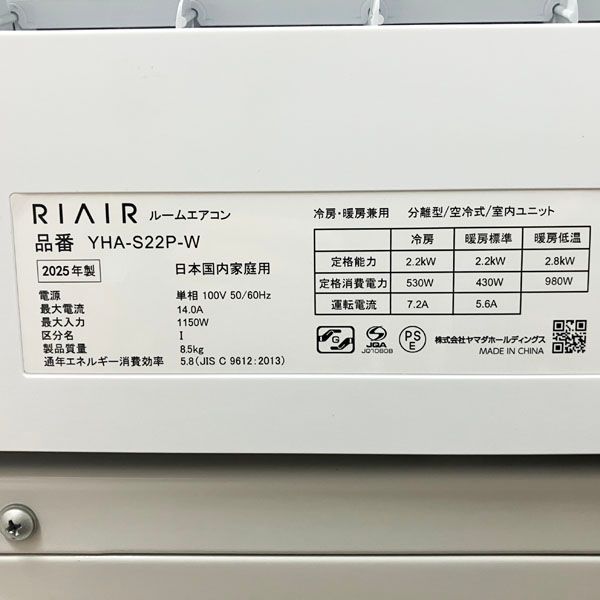 RIAIR ルームエアコン
品番 YHA-S22P-W
2025年製 日本国内家庭用
電源 単相 100V 50/60Hz
最大電流 14.0A
最大入力 1150W
区分名 I
製品質量 8.5kg
通年エネルギー消費効率 5.8(JIS C 9612:2013)
冷房・暖房兼用 分離型/空冷式/室内ユニット
冷房 暖房標準 暖房低温
定格能力 2.2kW 2.2kW 2.8kW
定格消費電力 530W 430W 980W
運転電流 7.2A 5.6A
G
JQA
JQ1080B
PS
E
株式会社ヤマダホールディングス
MADE IN CHINA